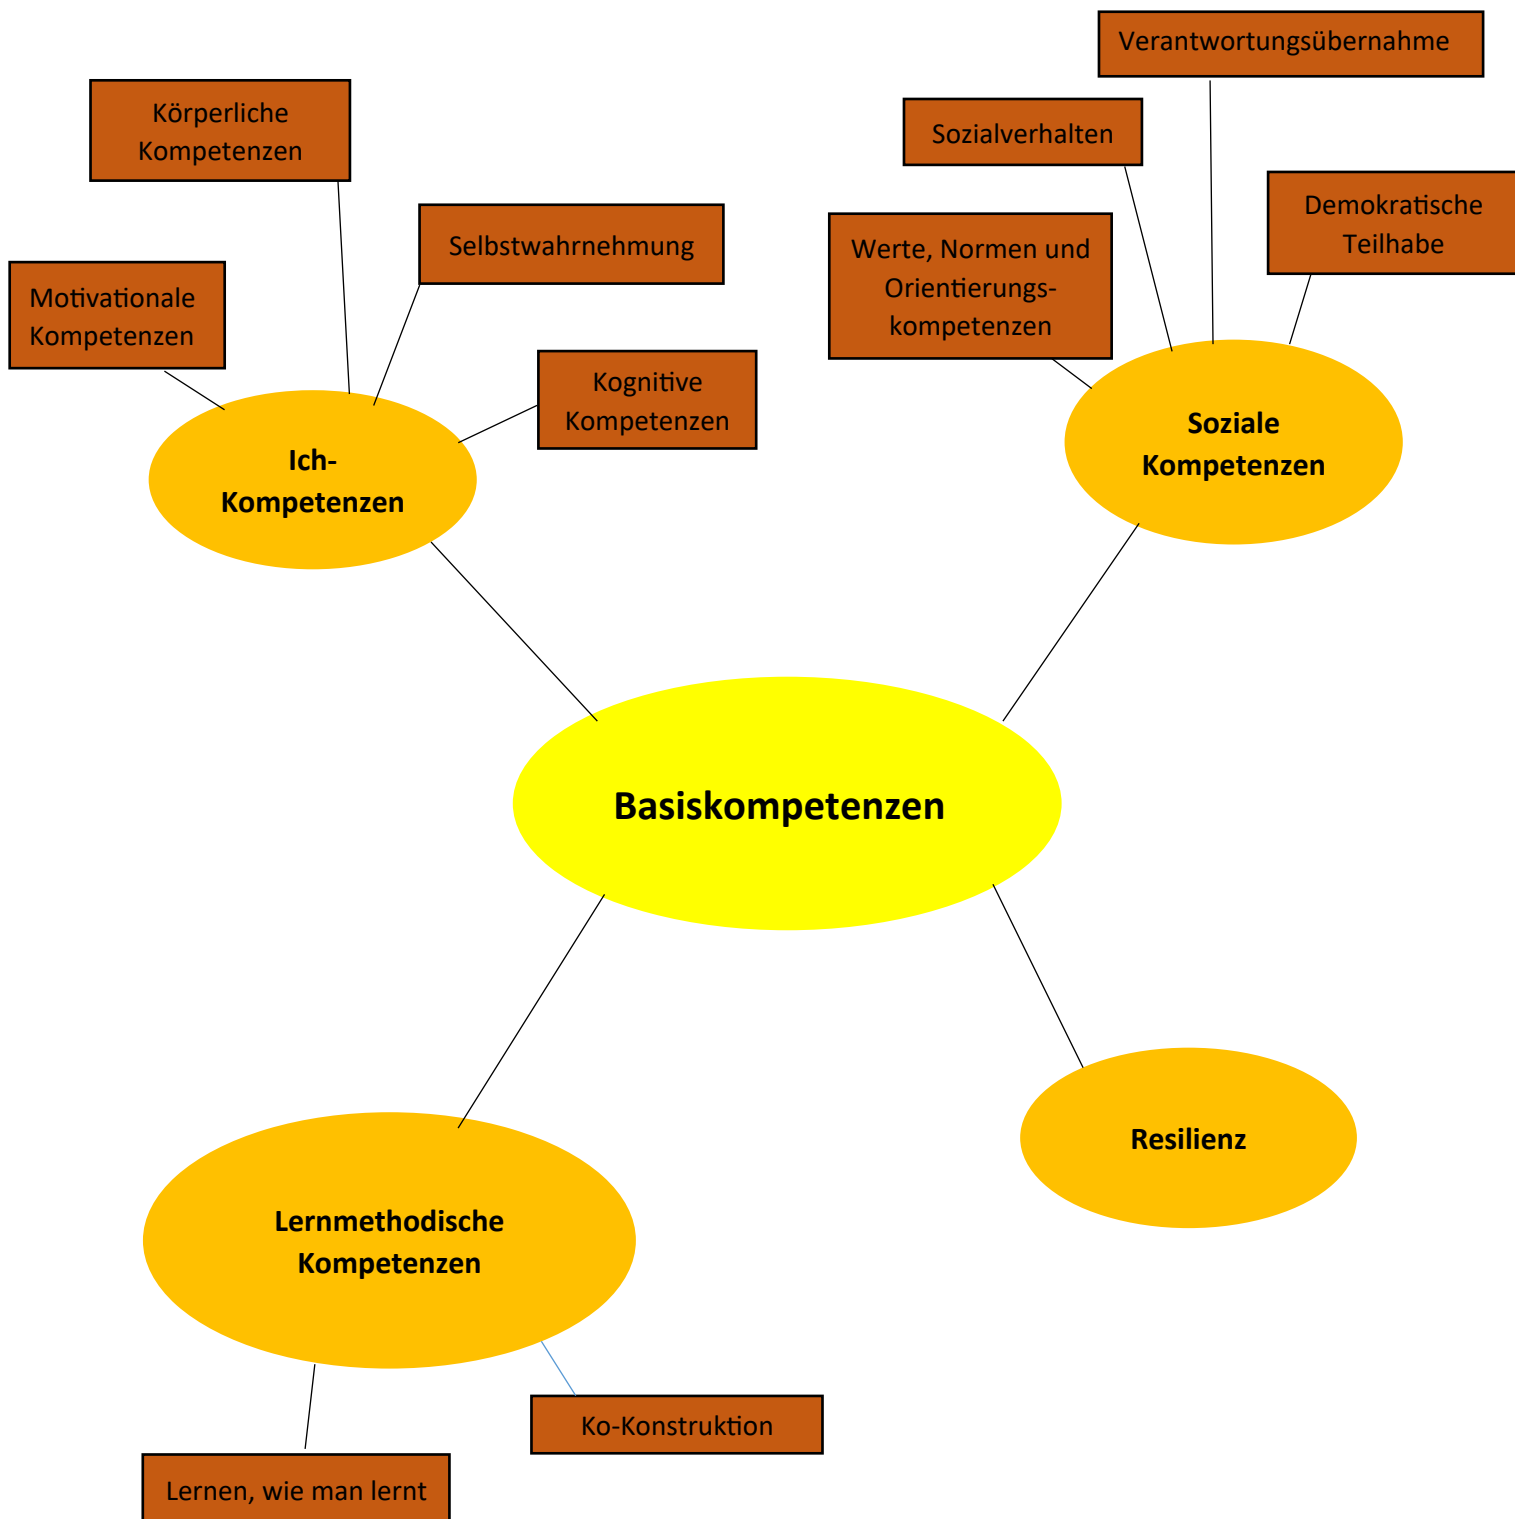 Verantwortungsübernahme
Körperliche
Kompetenzen
Sozialverhalten
Demokratische
Teilhabe
Selbstwahrnehmung
Werte, Normen und
Orientierungs-
kompetenzen
Motivationale
Kompetenzen
Kognitive
Kompetenzen
Ich-
Kompetenzen
Soziale
Kompetenzen
Basiskompetenzen
Resilienz
Lernmethodische
Kompetenzen
Ko-Konstruktion
Lernen, wie man lernt